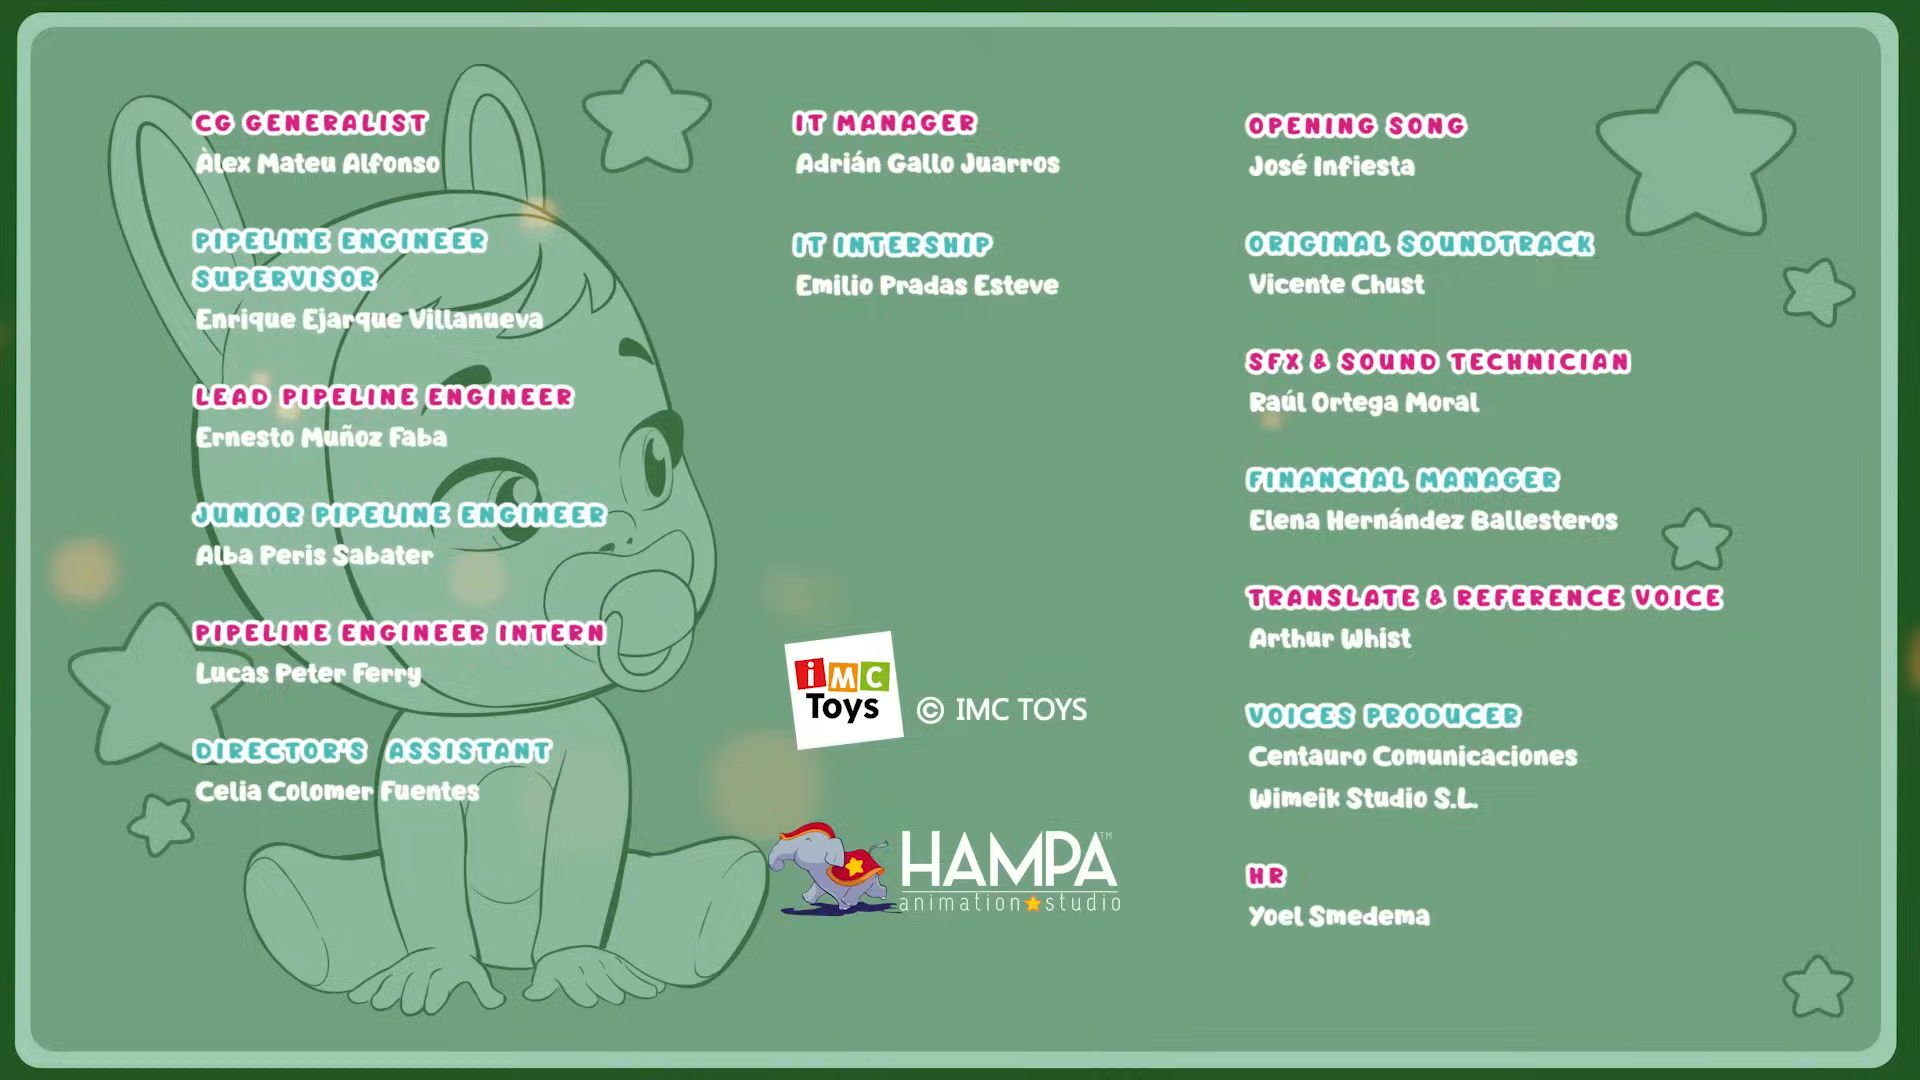 CG GENERALIST
Àlex Mateu Alfonso
PIPELINE ENGINEER
SUPERVISOR
Enrique Ejarque Villanueva
LEAD PIPELINE ENGINEER
Ernesto Muñoz Faba
JUNIOR PIPELINE ENGINEER
Alba Peris Sabater
PIPELINE ENGINEER INTERN
Lucas Peter Ferry
DIRECTOR'S ASSISTANT
Celia Colomer Fuentes
IT MANAGER
Adrián Gallo Juarros
IT INTERSHIP
Emilio Pradas Esteve
iMC
Toys
© IMC TOYS
HAMPA™
animation studio
OPENING SONG
José Infiesta
ORIGINAL SOUNDTRACK
Vicente Chust
SFX & SOUND TECHNICIAN
Raúl Ortega Moral
FINANCIAL MANAGER
Elena Hernández Ballesteros
TRANSLATE & REFERENCE VOICE
Arthur Whist
VOICES PRODUCER
Centauro Comunicaciones
Wimeik Studio S.L.
HR
Yoel Smedema